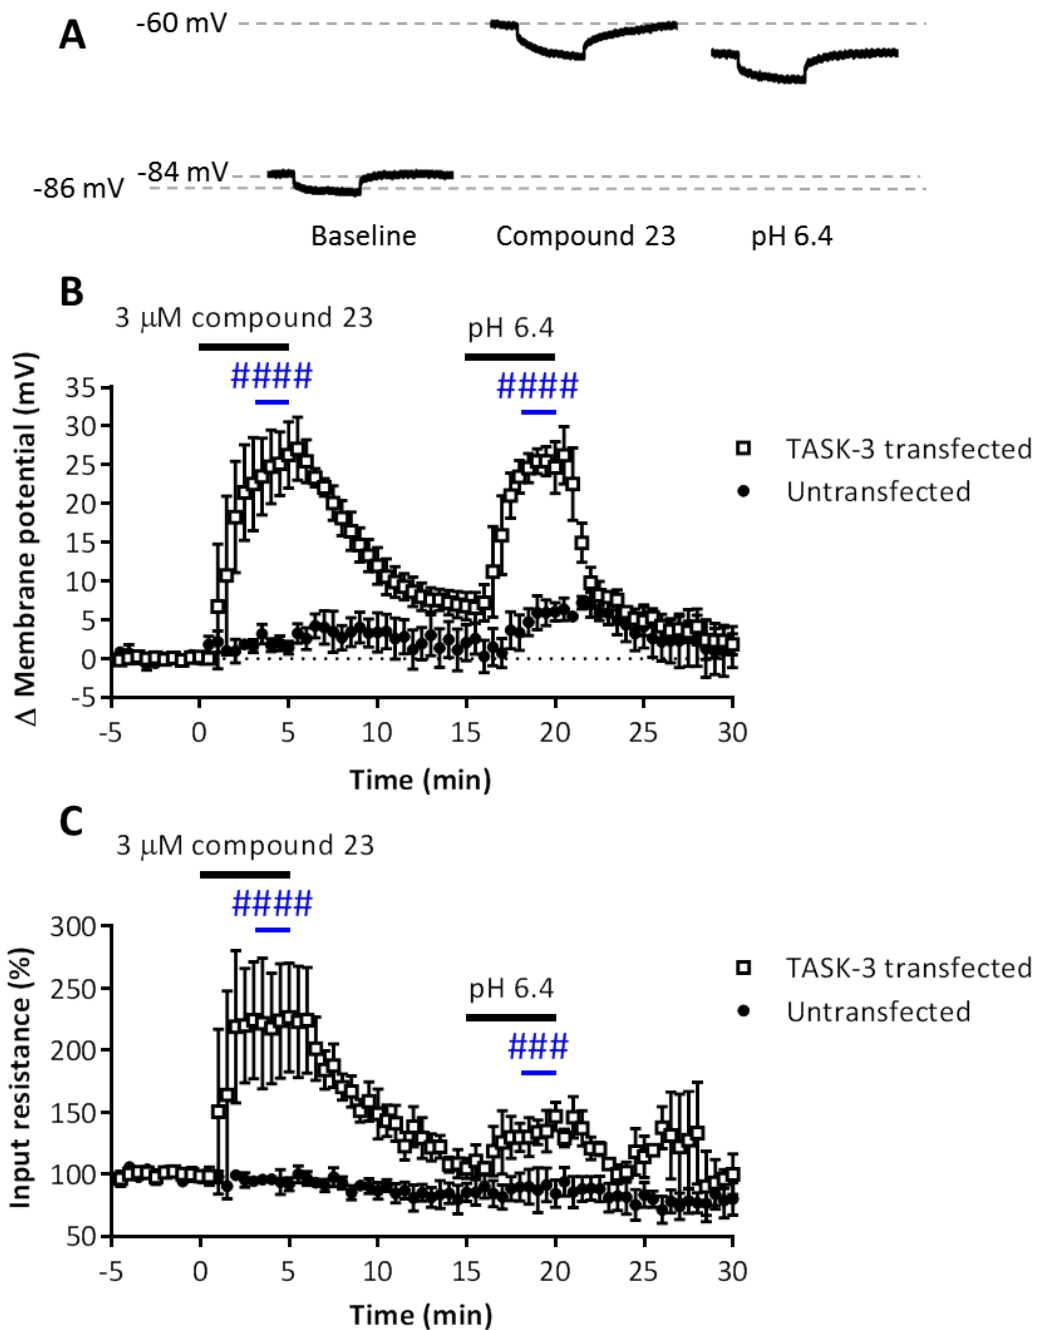 A
-60 mV
-84 mV
-86 mV
Baseline
Compound 23
pH 6.4
B
3 μM compound 23
pH 6.4
####
####
Δ Membrane potential (mV)
35
30
25
20
15
10
5
0
-5
-5
0
5
10
15
20
25
30
Time (min)
TASK-3 transfected
Untransfected
C
3 μM compound 23
####
pH 6.4
###
Input resistance (%)
300
250
200
150
100
50
-5
0
5
10
15
20
25
30
Time (min)
TASK-3 transfected
Untransfected